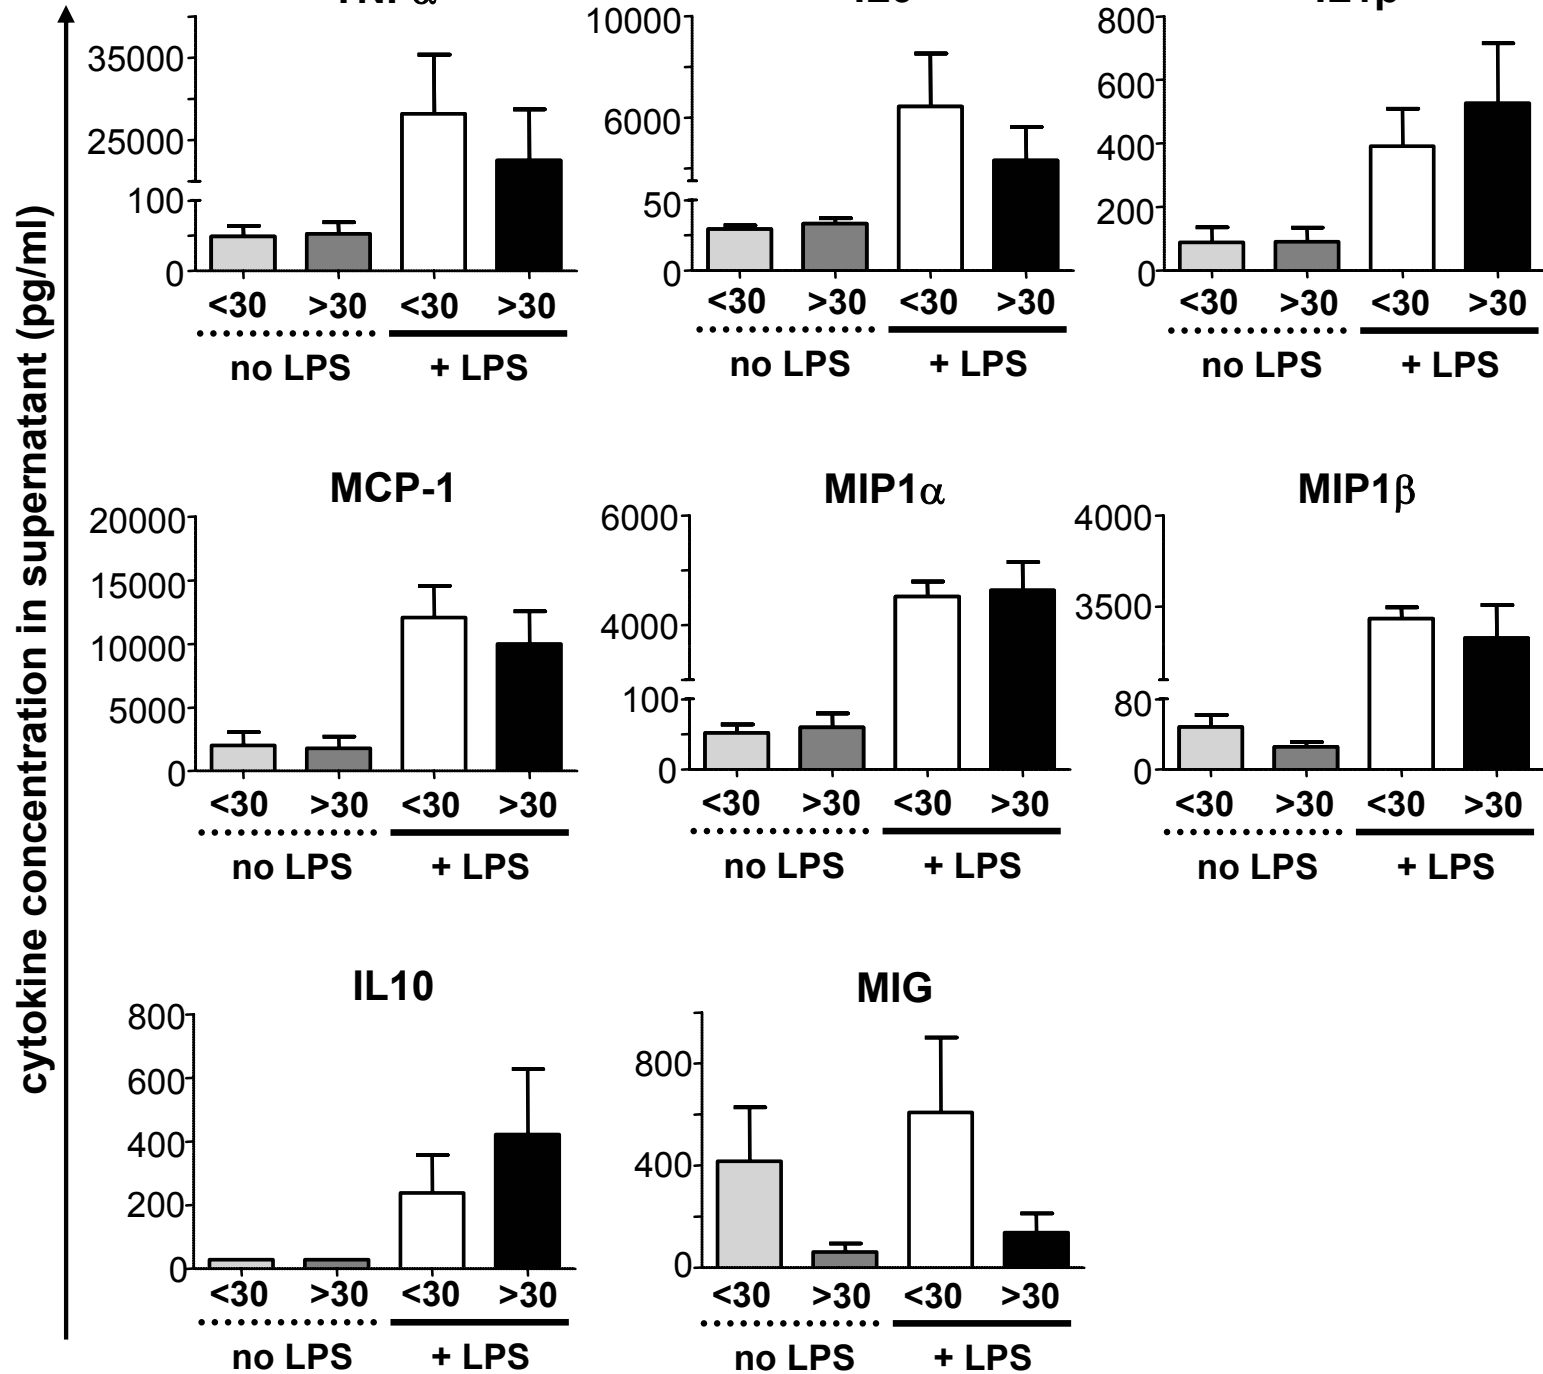 cytokine concentration in supernatant (pg/ml)
35000
25000
100
0
<30 >30 <30 >30
no LPS + LPS
10000
6000
50
0
<30 >30 <30 >30
no LPS + LPS
800
600
400
200
0
<30 >30 <30 >30
no LPS + LPS
MCP-1
20000
15000
10000
5000
0
<30 >30 <30 >30
no LPS + LPS
MIP1α
6000
4000
100
0
<30 >30 <30 >30
no LPS + LPS
MIP1β
4000
3500
80
0
<30 >30 <30 >30
no LPS + LPS
IL10
800
600
400
200
0
<30 >30 <30 >30
no LPS + LPS
MIG
800
400
0
<30 >30 <30 >30
no LPS + LPS